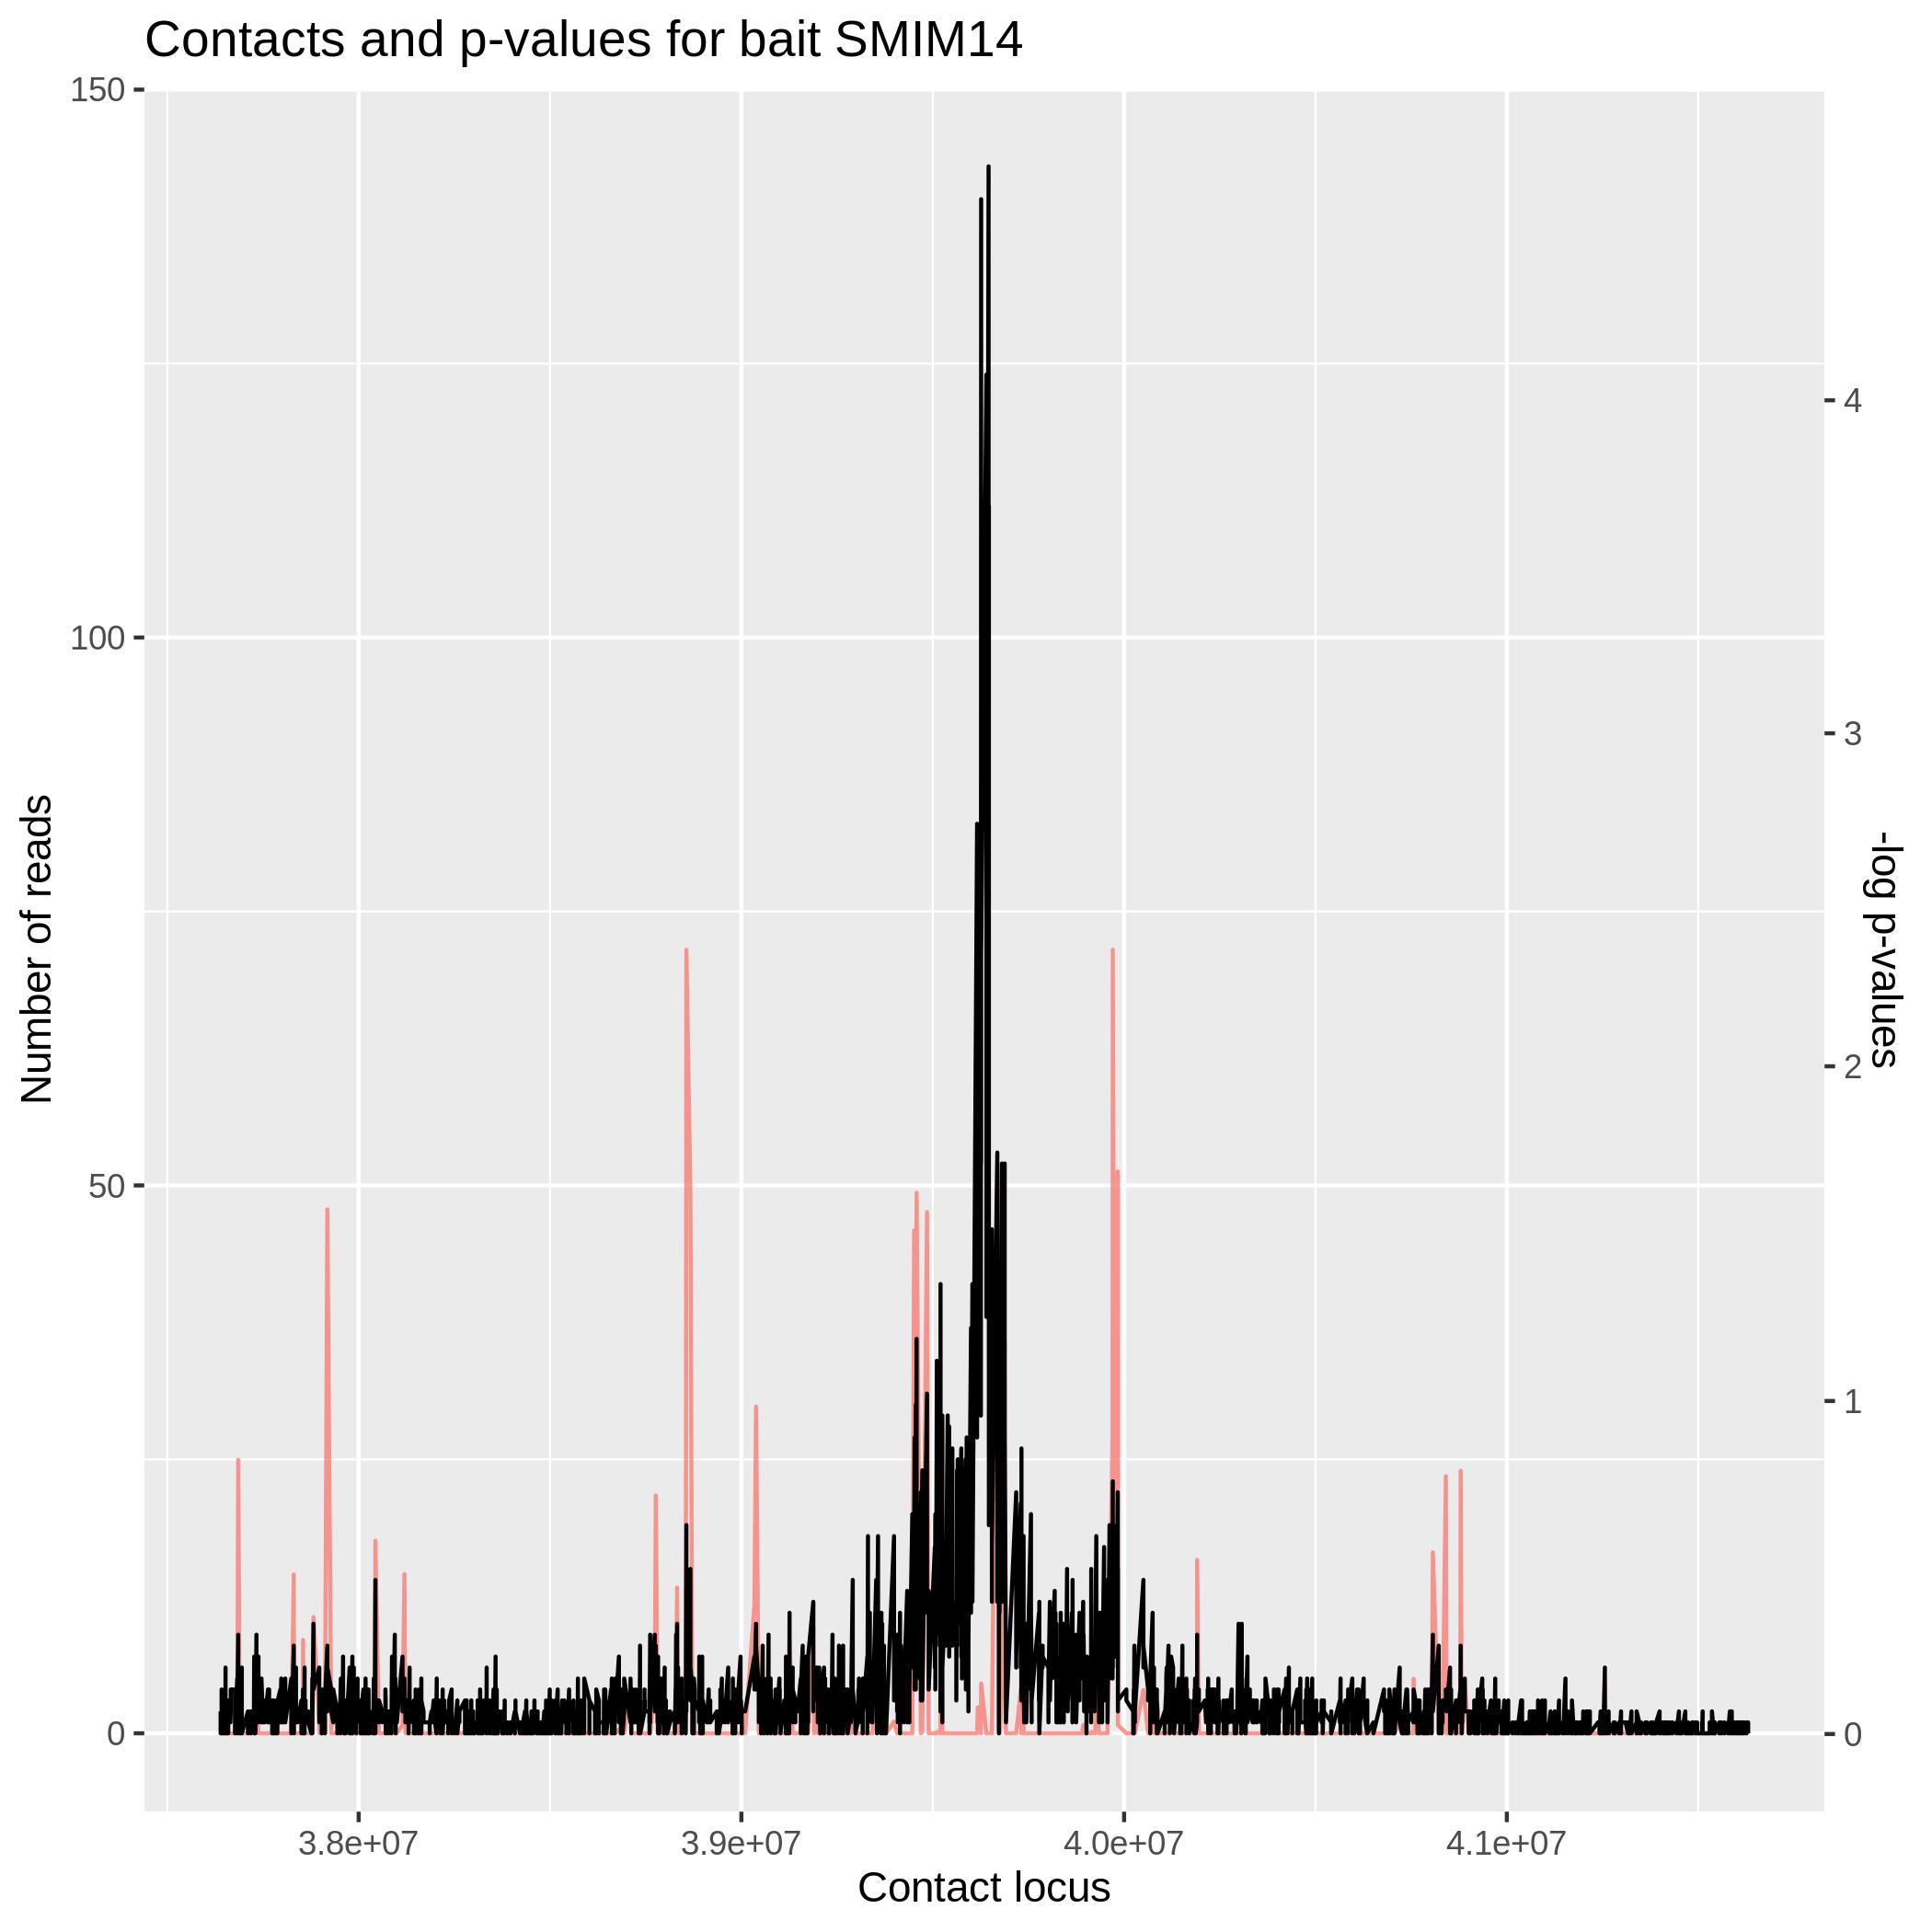 Contacts and p-values for bait SMIM14
150
100
50
0
Number of reads
4
3
2
1
0
-log p-values
3.8e+07 3.9e+07 4.0e+07 4.1e+07
Contact locus